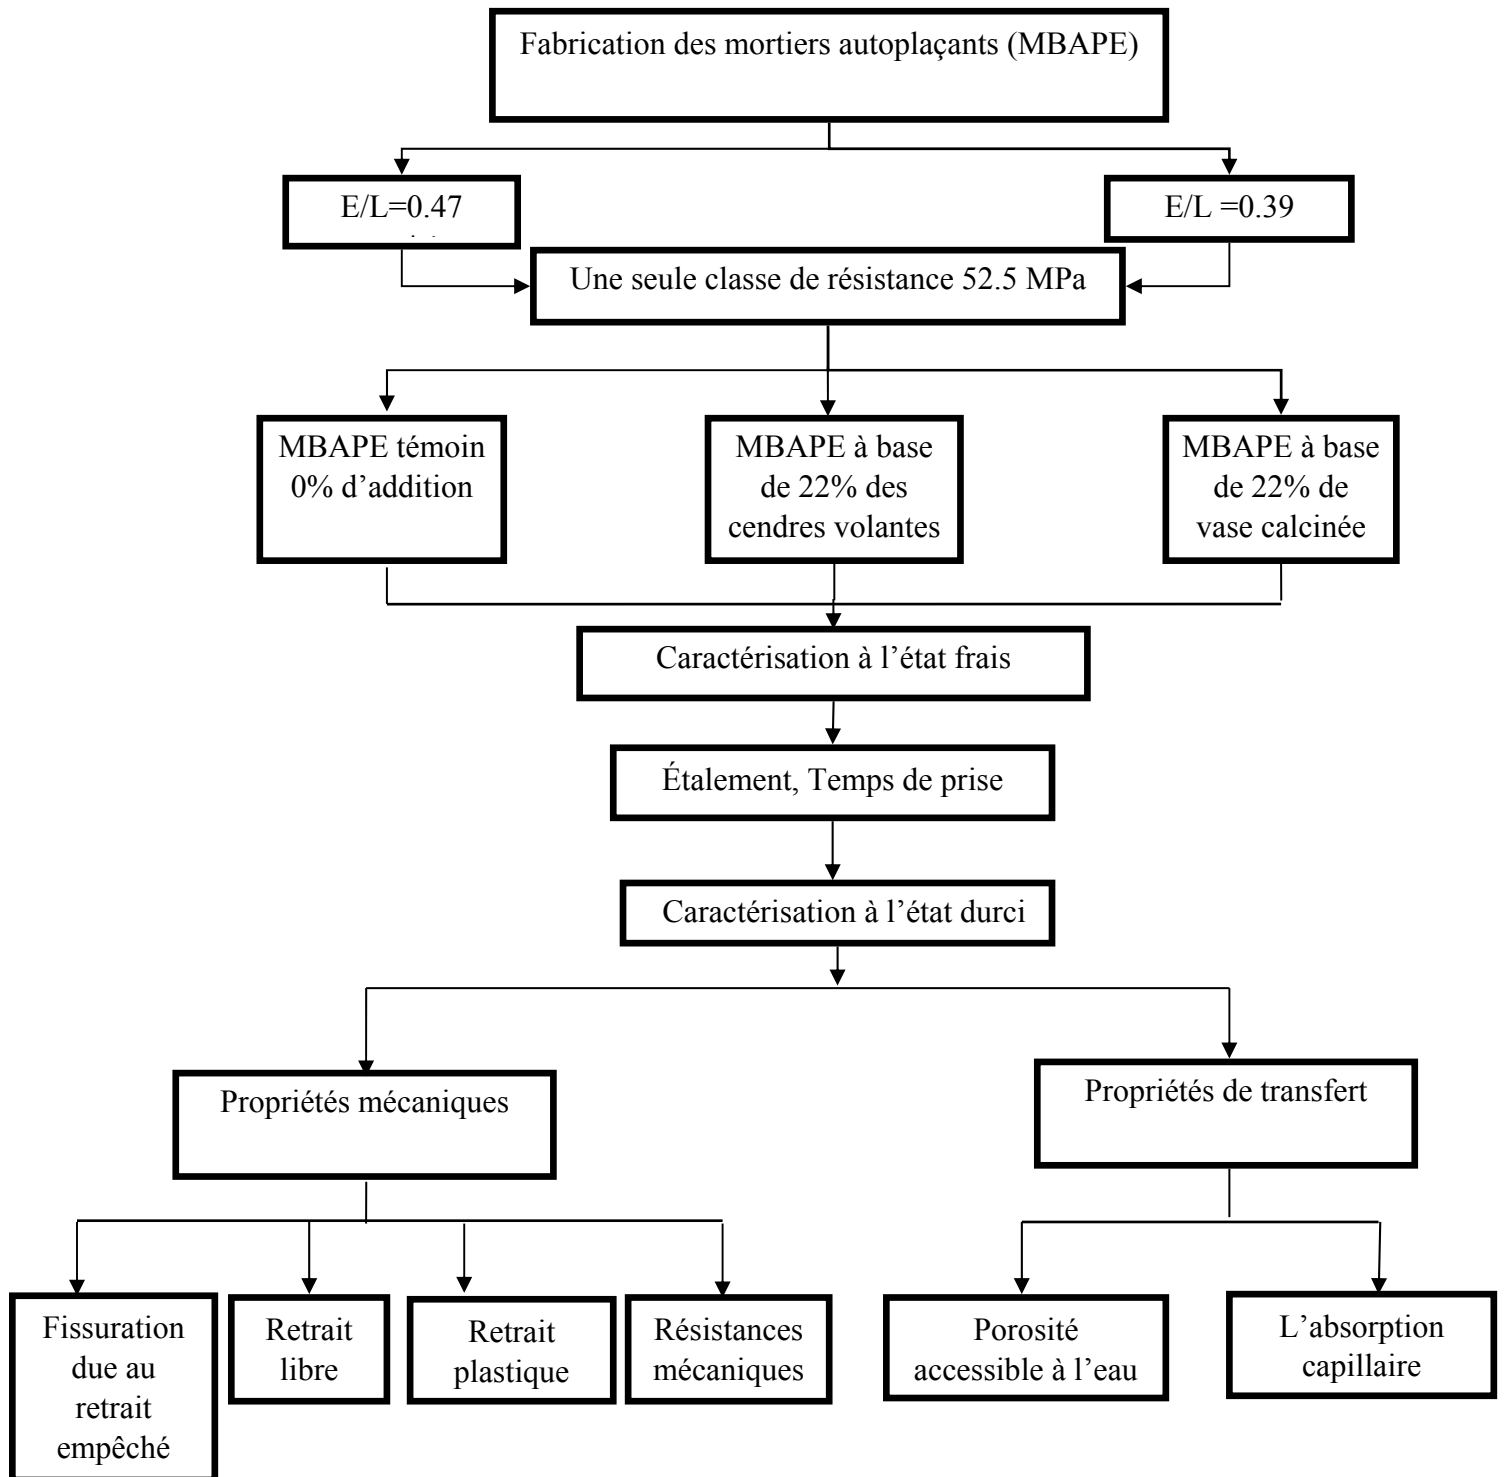 Fabrication des mortiers autoplaçants (MBAPE)
E/L=0.47
E/L =0.39
Une seule classe de résistance 52.5 MPa
MBAPE témoin
0% d’addition
MBAPE à base
de 22% des
cendres volantes
MBAPE à base
de 22% de
vase calcinée
Caractérisation à l’état frais
Étalement, Temps de prise
Caractérisation à l’état durci
Propriétés mécaniques
Propriétés de transfert
Fissuration
due au
retrait
empêché
Retrait
libre
Retrait
plastique
Résistances
mécaniques
Porosité
accessible à l’eau
L’absorption
capillaire